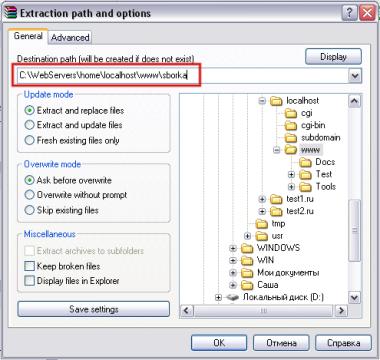 Extraction path and options
General
Advanced
Destination path (will be created if does not exist)
Display
C:\WebServers\home\localhost\www\sborka
Update mode
Extract and replace files
Extract and update files
Fresh existing files only
Overwrite mode
Ask before overwrite
Overwrite without prompt
Skip existing files
Miscellaneous
Extract archives to subfolders
Keep broken files
Display files in Explorer
Save settings
localhost
cgi
cgi-bin
subdomain
www
Docs
Test
Tools
test1.ru
test2.ru
tmp
usr
WINDOWS
WIN
Мои документы
Саша
Локальный диск (D:)
OK
Отмена
Справка